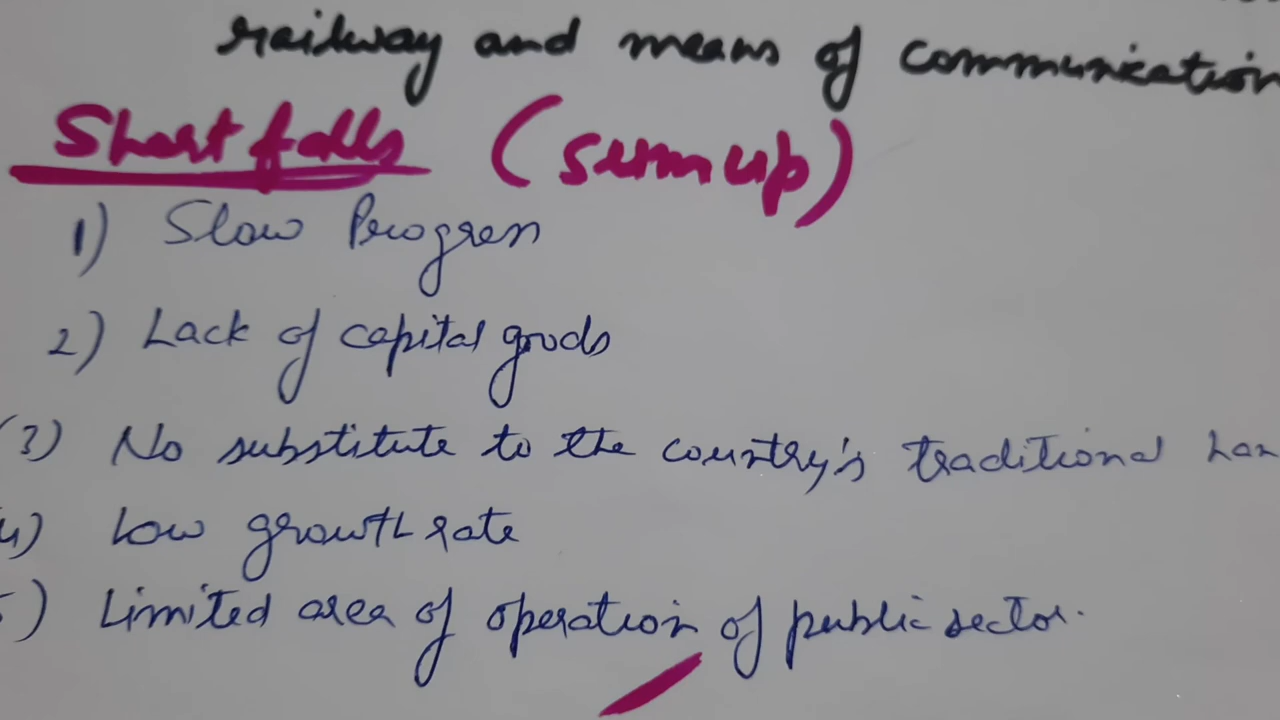 railway and means of communication
Shortfalls (sum up)
1) Slow Progress
2) Lack of capital goods
(3) No substitute to the country's traditional han
4) Low growth rate
) Limited area of operation of public sector.